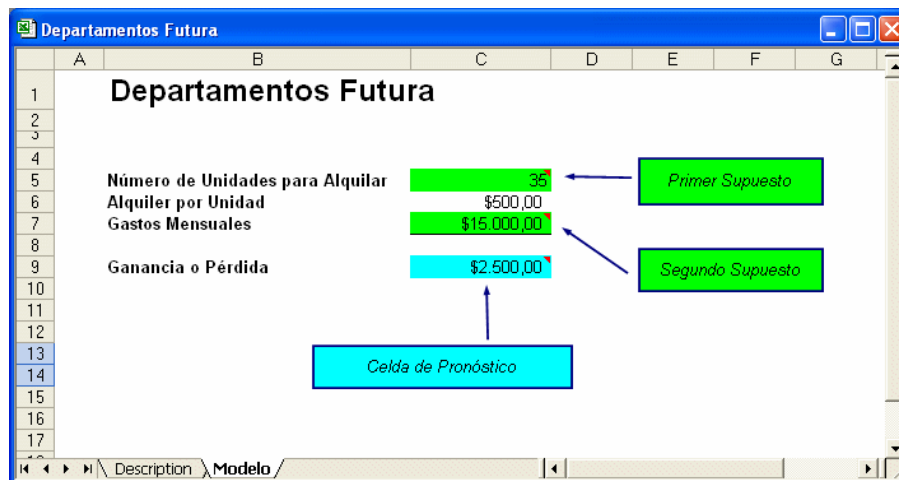 Departamentos Futura
A B C D E F G
1 Departamentos Futura
2
3
4
5 Número de Unidades para Alquilar 35 Primer Supuesto
6 Alquiler por Unidad $500,00
7 Gastos Mensuales $15.000,00
8
9 Ganancia o Pérdida $2.500,00 Segundo Supuesto
10
11
12
13 Celda de Pronóstico
14
15
16
17
Description Modelo